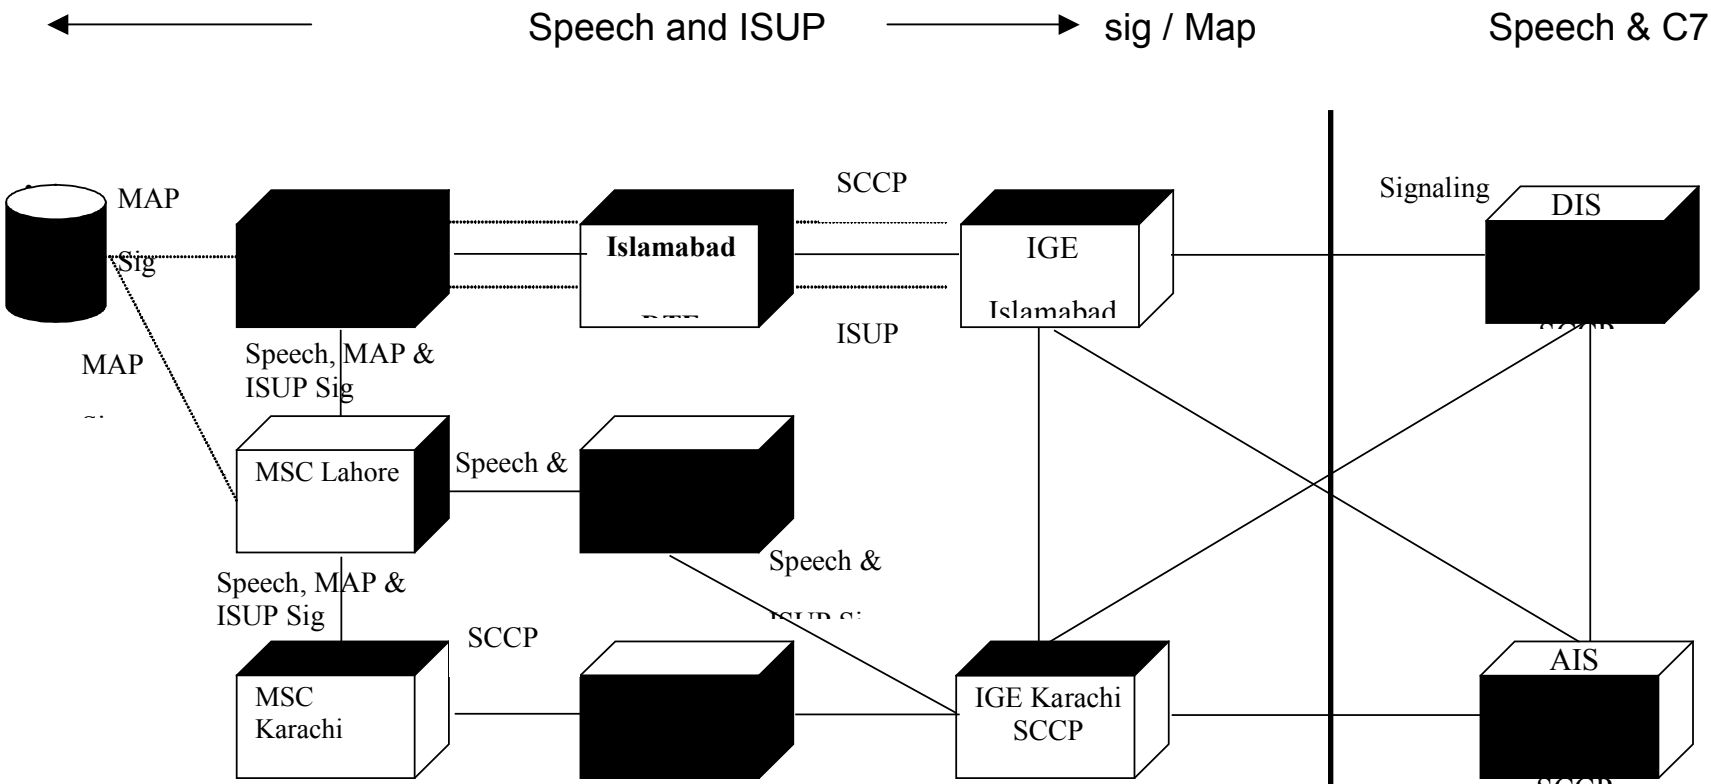 Speech and ISUP
sig / Map
Speech & C7
MAP
Sig
SCCP
Signaling
DIS
Islamabad
IGE
Islamabad
ISUP
Speech, MAP &
ISUP Sig
MAP
MSC Lahore
Speech &
Speech &
Speech, MAP &
ISUP Sig
SCCP
AIS
MSC
Karachi
IGE Karachi
SCCP